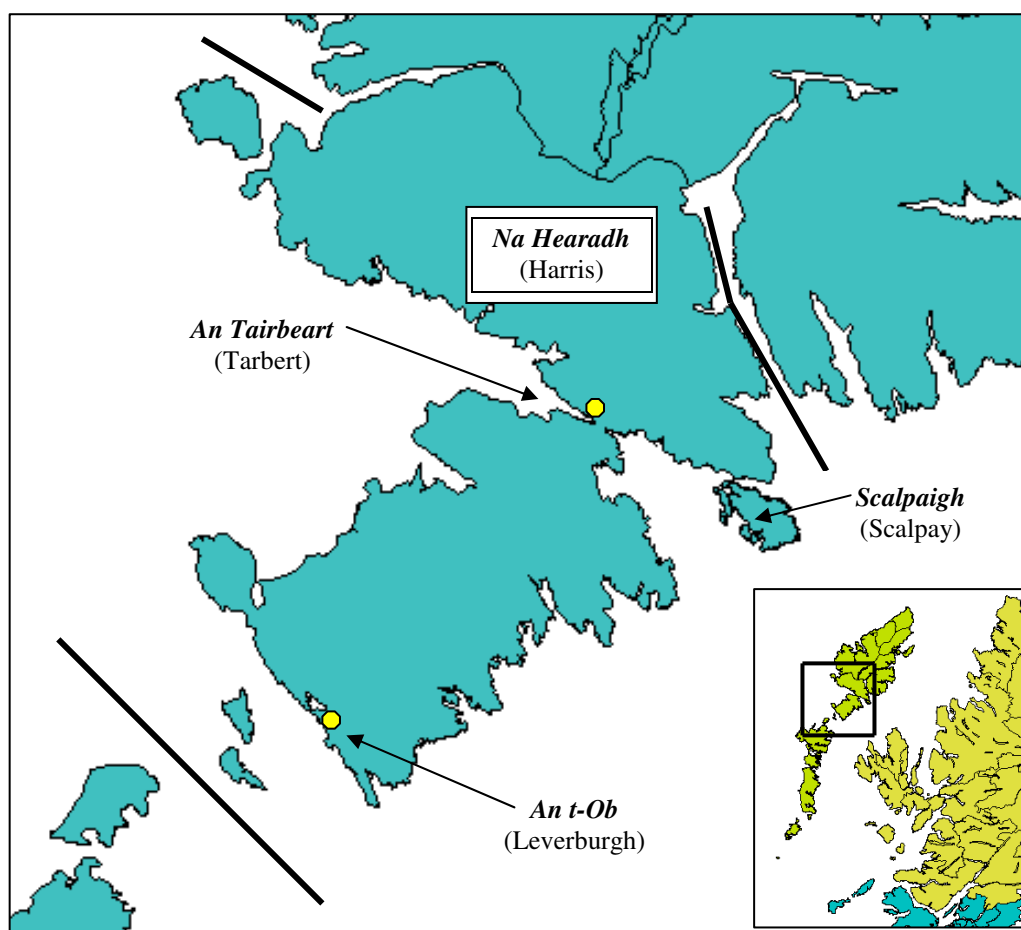 Na Hearadh
(Harris)
An Tairbeart
(Tarbert)
Scalpaigh
(Scalpay)
An t-Ob
(Leverburgh)